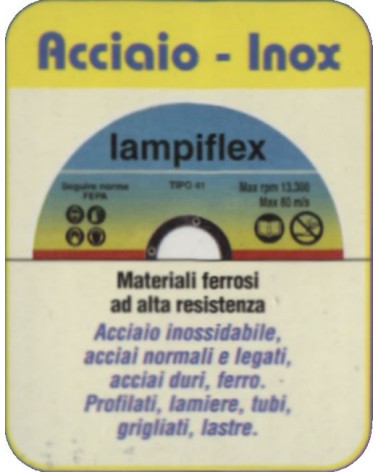 Acciaio - Inox
lampiflex
Seguire norme
FEPA
TIPO 41
Max rpm 13,300
Max 80 m/s
Materiali ferrosi
ad alta resistenza
Acciaio inossidabile,
acciai normali e legati,
acciai duri, ferro.
Profilati, lamiere, tubi,
grigliati, lastre.